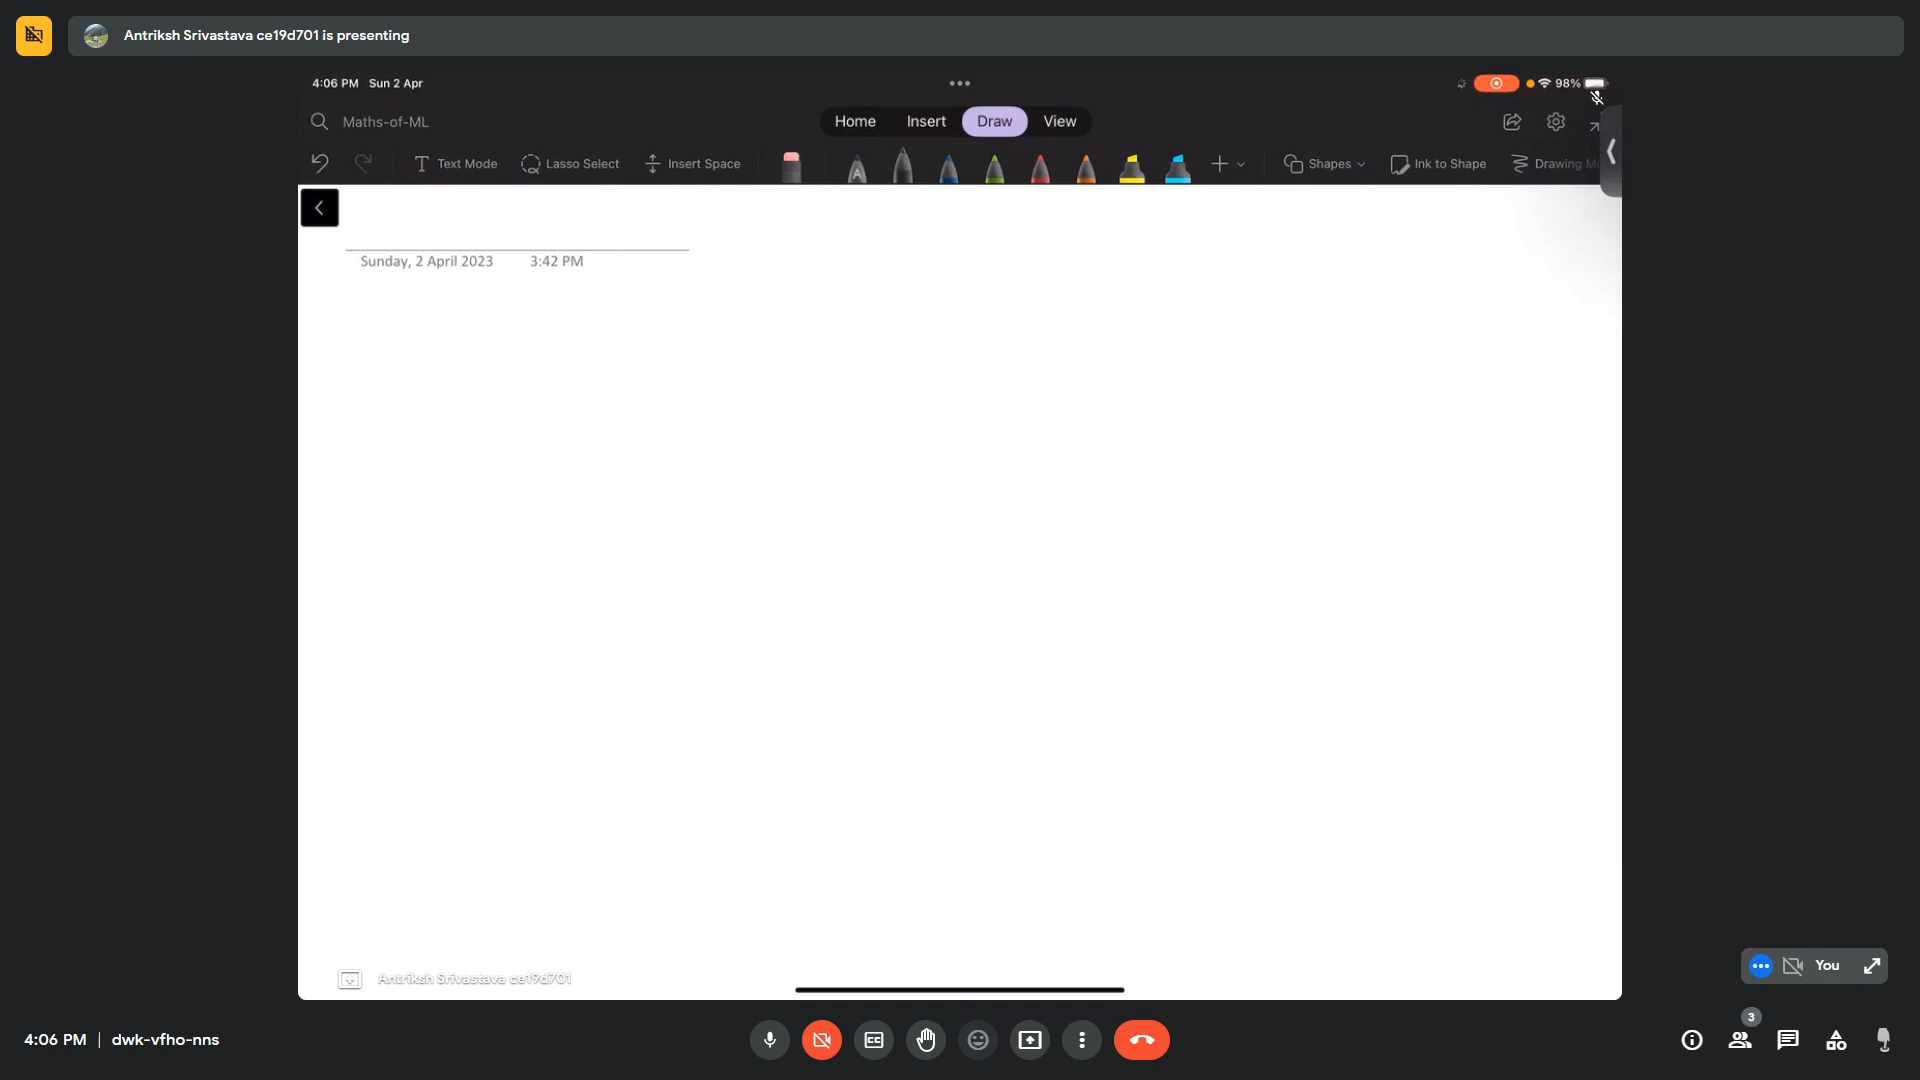 Antriksh Srivastava ce19d701 is presenting
4:06 PM Sun 2 Apr
98%
Maths-of-ML
Home Insert Draw View
Text Mode Lasso Select Insert Space A Shapes Ink to Shape Drawing
Sunday, 2 April 2023 3:42 PM
Antriksh Srivastava ce19d701
You
4:06 PM | dwk-vfho-nns
CC
3